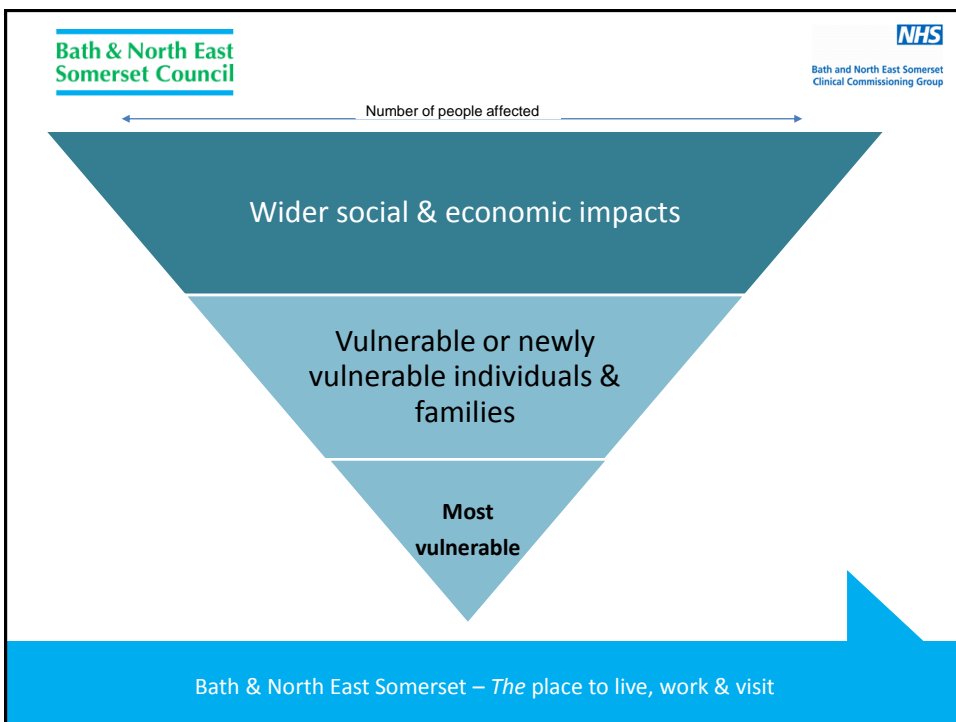 Bath & North East
Somerset Council
NHS
Bath and North East Somerset
Clinical Commissioning Group
Number of people affected
Wider social & economic impacts
Vulnerable or newly
vulnerable individuals &
families
Most
vulnerable
Bath & North East Somerset – The place to live, work & visit